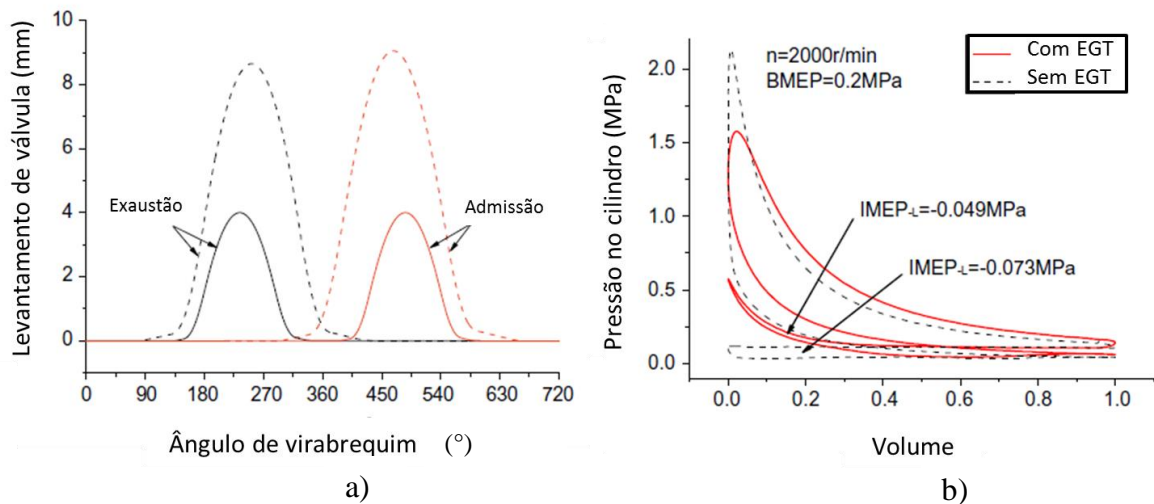 Levantamento de válvula (mm)
10
8
6
4
2
0
Exaustão
Admissão
0 90 180 270 360 450 540 630 720
Ângulo de virabrequim (°)
a)
Pressão no cilindro (MPa)
2.0
1.5
1.0
0.5
0.0
n=2000r/min
BMEP=0.2MPa
Com EGT
Sem EGT
IMEP-L=-0.049MPa
IMEP-L=-0.073MPa
0.0 0.2 0.4 0.6 0.8 1.0
Volume
b)